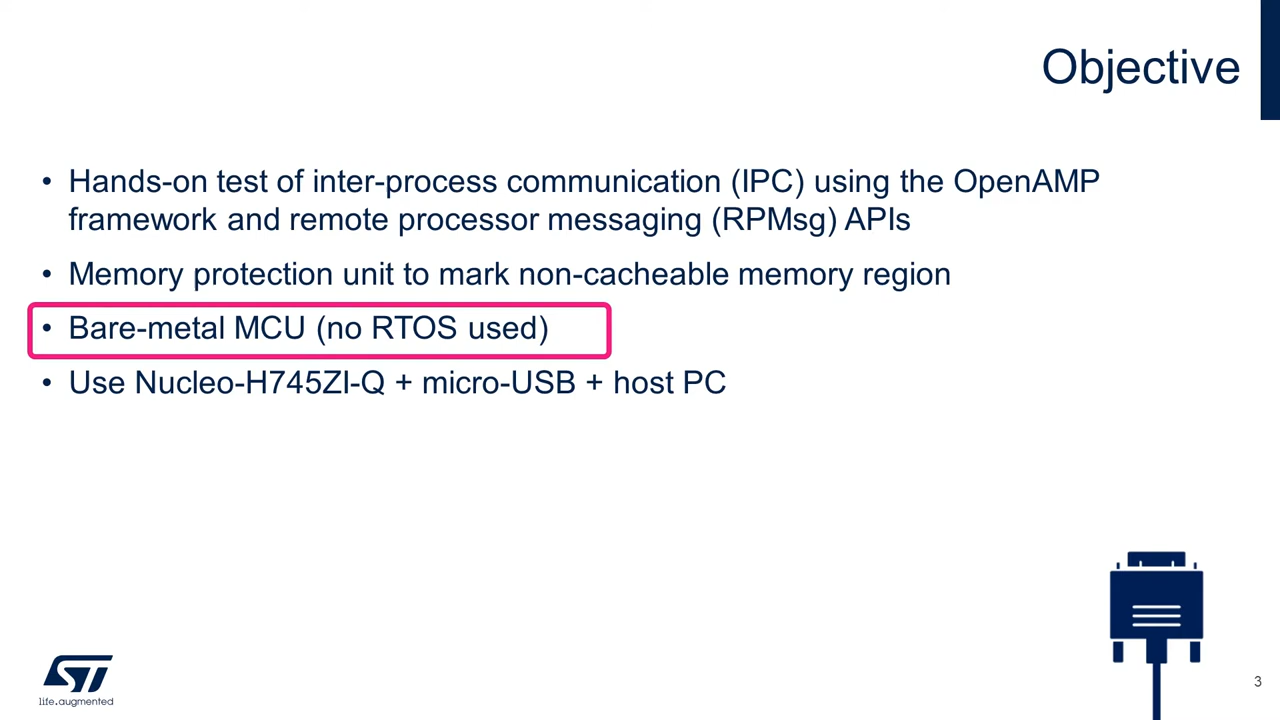 Objective
• Hands-on test of inter-process communication (IPC) using the OpenAMP
framework and remote processor messaging (RPMsg) APIs
• Memory protection unit to mark non-cacheable memory region
• Bare-metal MCU (no RTOS used)
• Use Nucleo-H745ZI-Q + micro-USB + host PC
ST
life.augmented
3